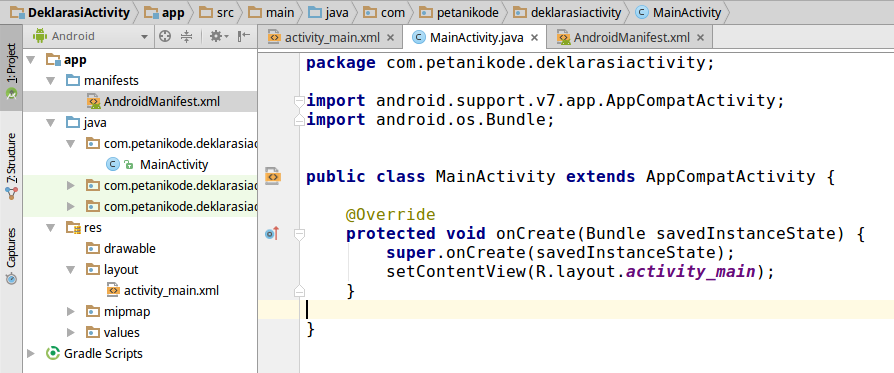 DeklarasiActivity app src main java com petanikode deklarasiactivity MainActivity
Android
activity_main.xml MainActivity.java AndroidManifest.xml
1: Project
7: Structure
Captures
app
manifests
AndroidManifest.xml
java
com.petanikode.deklarasiac
MainActivity
com.petanikode.deklarasiac
com.petanikode.deklarasiac
res
drawable
layout
activity_main.xml
mipmap
values
Gradle Scripts
package com.petanikode.deklarasiactivity;
import android.support.v7.app.AppCompatActivity;
import android.os.Bundle;
public class MainActivity extends AppCompatActivity {
@Override
protected void onCreate(Bundle savedInstanceState) {
super.onCreate(savedInstanceState);
setContentView(R.layout.activity_main);
}
}